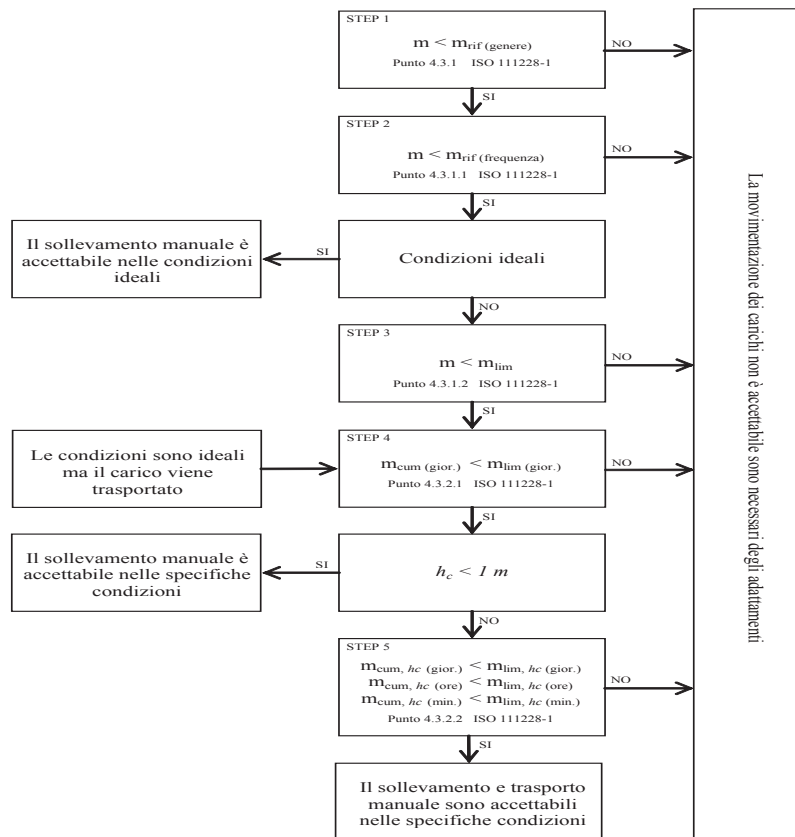 STEP 1
m < mrif (genere)
Punto 4.3.1 ISO 111228-1
NO
SI
STEP 2
m < mrif (frequenza)
Punto 4.3.1.1 ISO 111228-1
NO
SI
Il sollevamento manuale è
accettabile nelle condizioni
ideali
SI
Condizioni ideali
NO
STEP 3
m < mlim
Punto 4.3.1.2 ISO 111228-1
NO
SI
Le condizioni sono ideali
ma il carico viene
trasportato
STEP 4
mcum (gior.) < mlim (gior.)
Punto 4.3.2.1 ISO 111228-1
NO
SI
Il sollevamento manuale è
accettabile nelle specifiche
condizioni
SI
hc < 1 m
NO
STEP 5
mcum, hc (gior.) < mlim, hc (gior.)
mcum, hc (ore) < mlim, hc (ore)
mcum, hc (min.) < mlim, hc (min.)
Punto 4.3.2.2 ISO 111228-1
NO
SI
Il sollevamento e trasporto
manuale sono accettabili
nelle specifiche condizioni
La movimentazione dei carichi non è accettabile sono necessari degli adattamenti